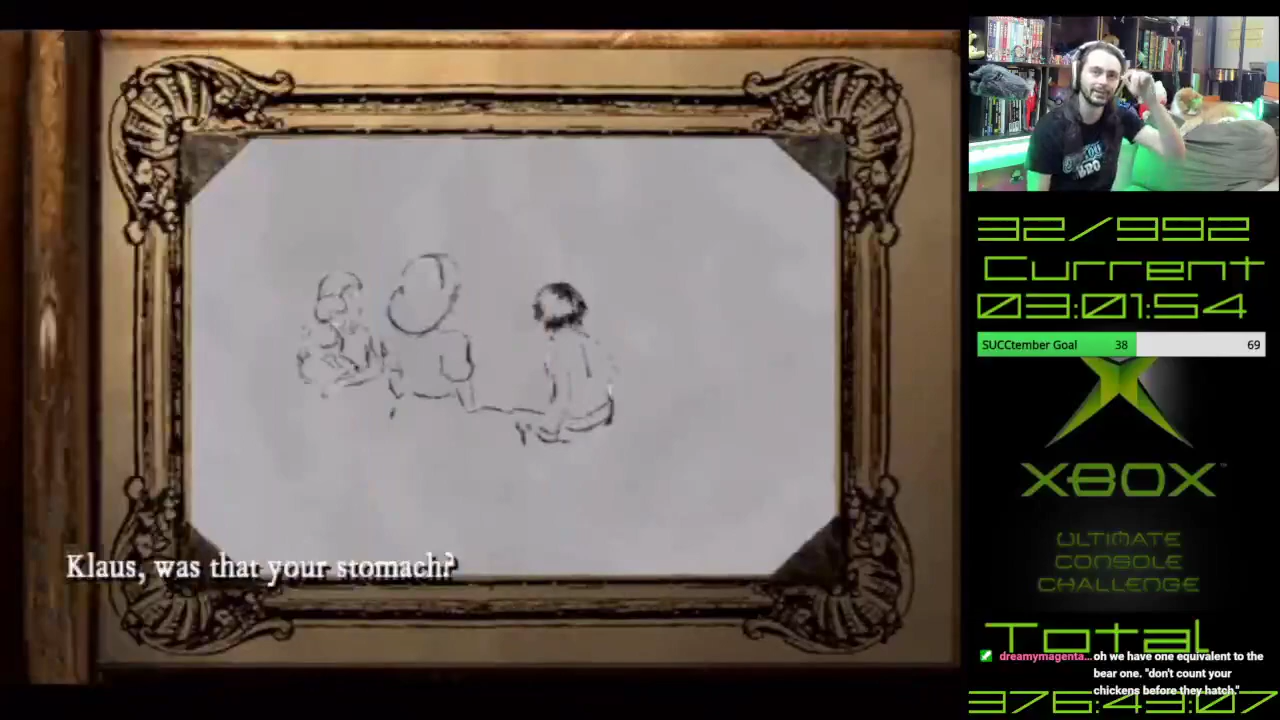 Klaus, was that your stomach?
BRO
32/992
Current
03:01:54
SUCCtember Goal 38 69
XBOX™
ULTIMATE
CONSOLE
CHALLENGE
Total
dreamymagenta... oh we have one equivalent to the
bear one. "don't count your
chickens before they hatch."
376:43:07